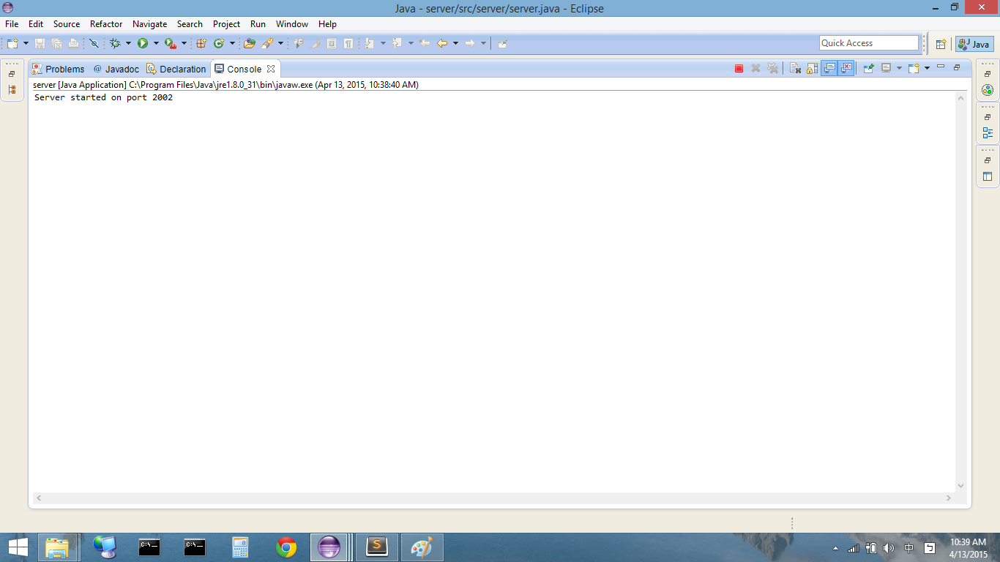 Java - server/src/server/server.java - Eclipse
File Edit Source Refactor Navigate Search Project Run Window Help
Quick Access
Java
Problems @ Javadoc Declaration Console
server [Java Application] C:\Program Files\Java\jre1.8.0_31\bin\javaw.exe (Apr 13, 2015, 10:38:40 AM)
Server started on port 2002
C:\_
C:\_
S
中
10:39 AM
4/13/2015